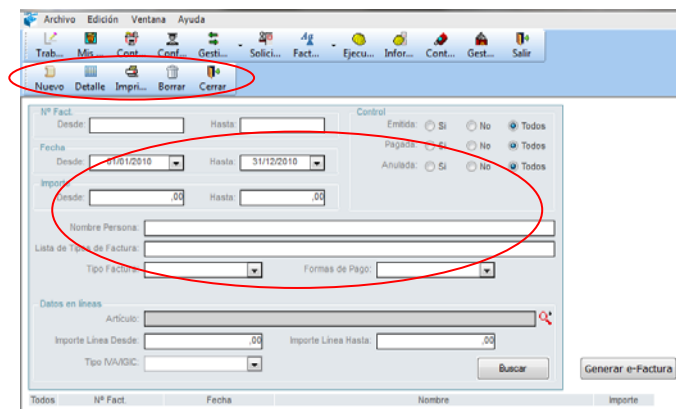 Archivo Edición Ventana Ayuda
Trab... Mis ... Cont... Conf... Gesti... Solici... Fact... Ejecu... Infor... Cont... Gest... Salir
Nuevo Detalle Impri... Borrar Cerrar
Nº Fact. Control
Desde: Hasta: Emitida: Si No Todos
Fecha Pagada: Si No Todos
Desde: 01/01/2010 Hasta: 31/12/2010 Anulada: Si No Todos
Importe
Desde: ,00 Hasta: ,00
Nombre Persona:
Lista de Tipos de Factura:
Tipo Factura: Formas de Pago:
Datos en líneas
Artículo:
Importe Línea Desde: ,00 Importe Línea Hasta: ,00
Tipo IVA/IGIC: Buscar Generar e-Factura
Todos Nº Fact. Fecha Nombre Importe